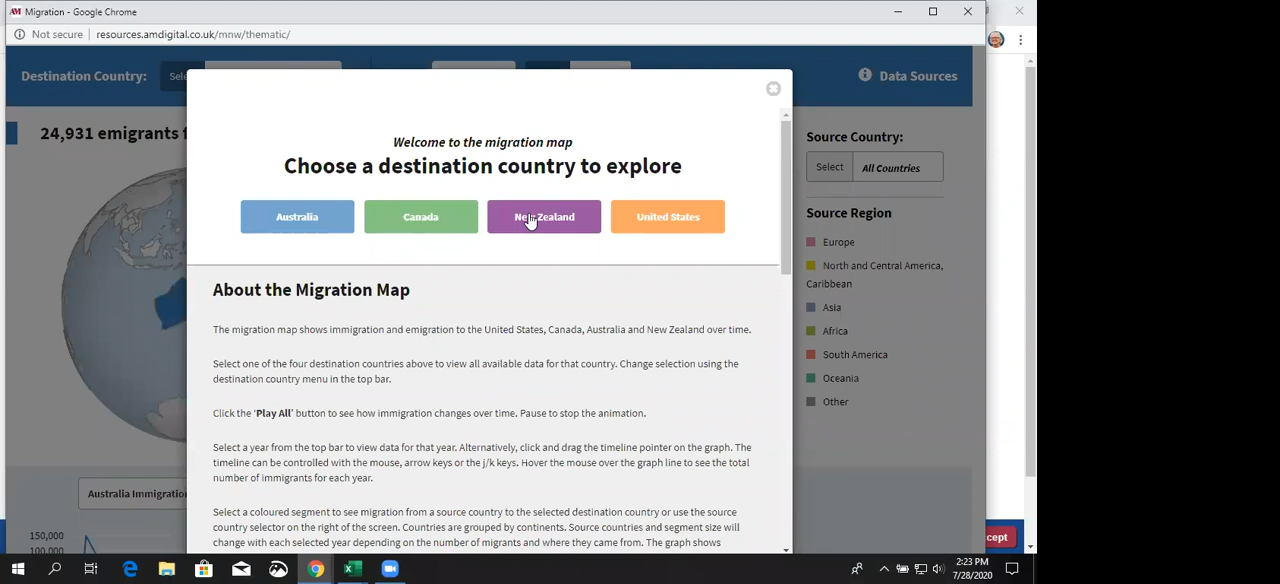 Migration - Google Chrome
Not secure
resources.amdigital.co.uk/mnw/thematic/
Destination Country:
Data Sources
24,931 emigrants
Welcome to the migration map
Choose a destination country to explore
Australia
Canada
New Zealand
United States
Source Country:
Select
All Countries
Source Region
Europe
North and Central America,
Caribbean
Asia
Africa
South America
Oceania
Other
About the Migration Map
The migration map shows immigration and emigration to the United States, Canada, Australia and New Zealand over time.
Select one of the four destination countries above to view all available data for that country. Change selection using the
destination country menu in the top bar.
Click the 'Play All' button to see how immigration changes over time. Pause to stop the animation.
Select a year from the top bar to view data for that year. Alternatively, click and drag the timeline pointer on the graph. The
timeline can be controlled with the mouse, arrow keys or the j/k keys. Hover the mouse over the graph line to see the total
number of immigrants for each year.
Select a coloured segment to see migration from a source country to the selected destination country or use the source
country selector on the right of the screen. Countries are grouped by continents. Source countries and segment size will
change with each selected year depending on the number of migrants and where they came from. The graph shows
Australia Immigration
150,000
100,000
2:23 PM
7/28/2020